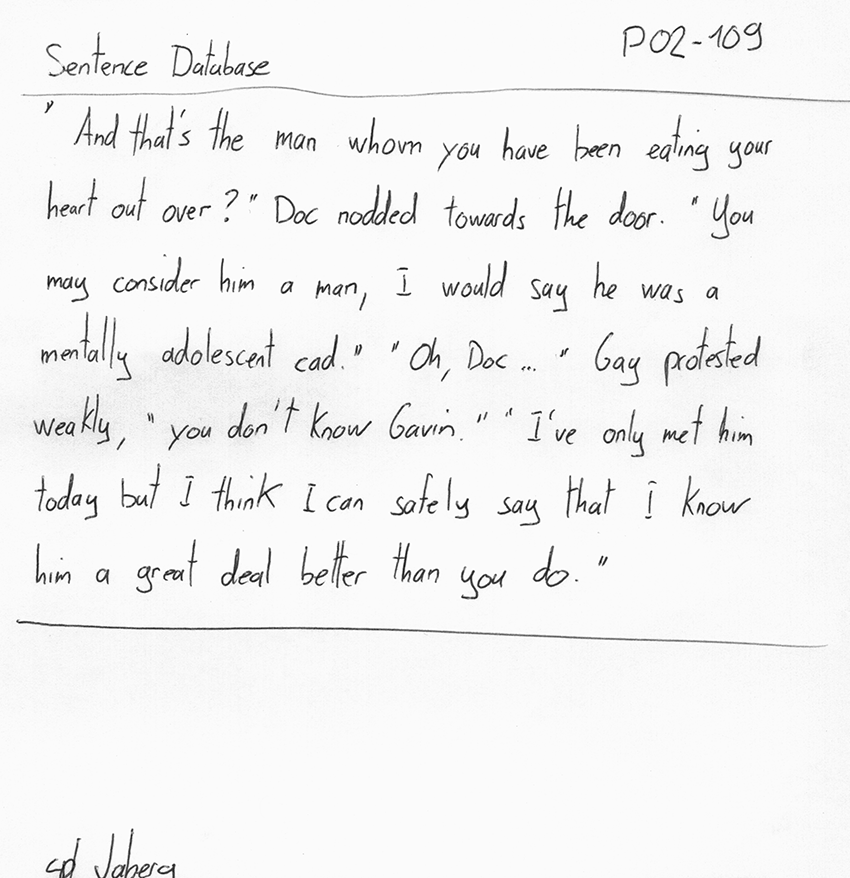 Sentence Database P02-109
" And that's the man whom you have been eating your
heart out over ? " Doc nodded towards the door. " You
may consider him a man, I would say he was a
mentally adolescent cad. " " Oh, Doc ... " Gay protested
weakly, " you don't know Gavin. " " I've only met him
today but I think I can safely say that I know
him a great deal better than you do. "